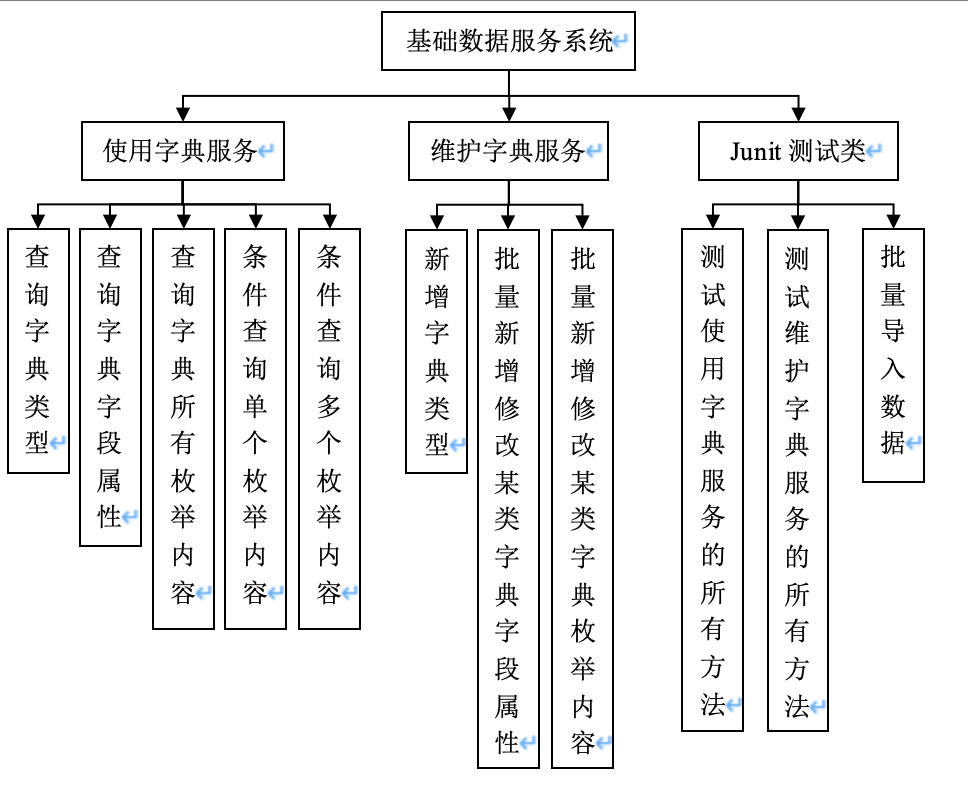 基础数据服务系统
使用字典服务
维护字典服务
Junit 测试类
查询字典类型
查询字典字段属性
查询字典所有枚举内容
条件查询单个枚举内容
条件查询多个枚举内容
新增字典类型
批量新增修改某类字典字段属性
批量新增修改某类字典枚举内容
测试使用字典服务的所有方法
测试维护字典服务的所有方法
批量导入数据